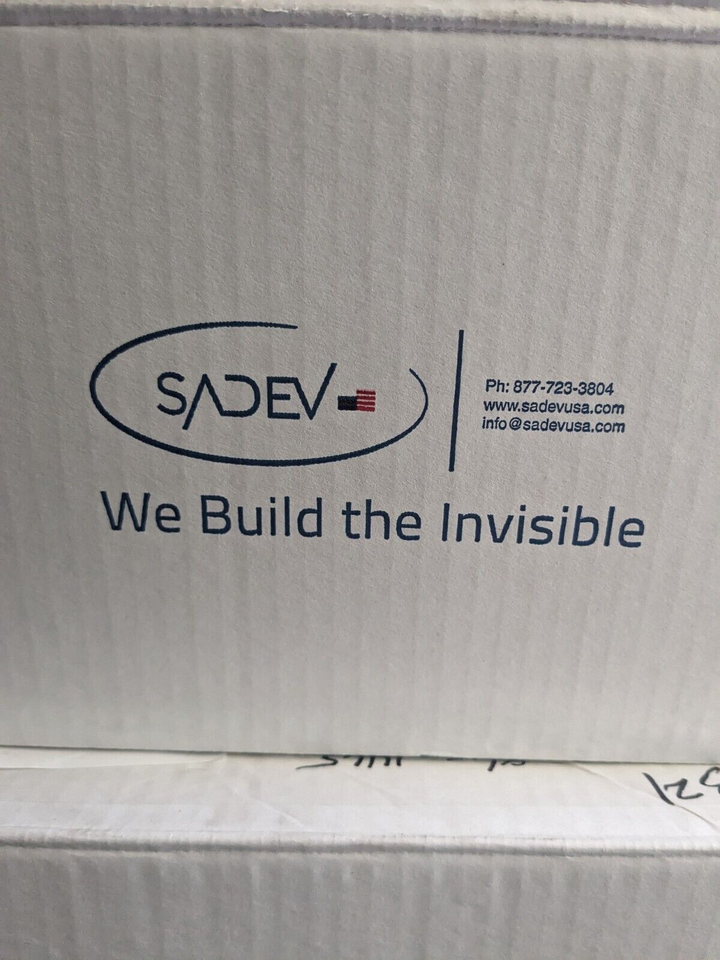 SADEV
Ph: 877-723-3804
www.sadevusa.com
info@sadevusa.com
We Build the Invisible